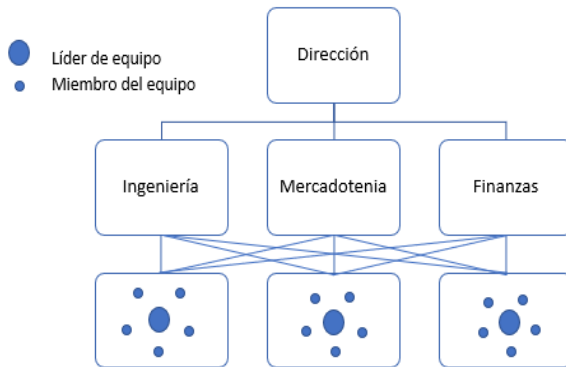 Dirección
Líder de equipo
Miembro del equipo
Ingeniería
Mercadotenia
Finanzas